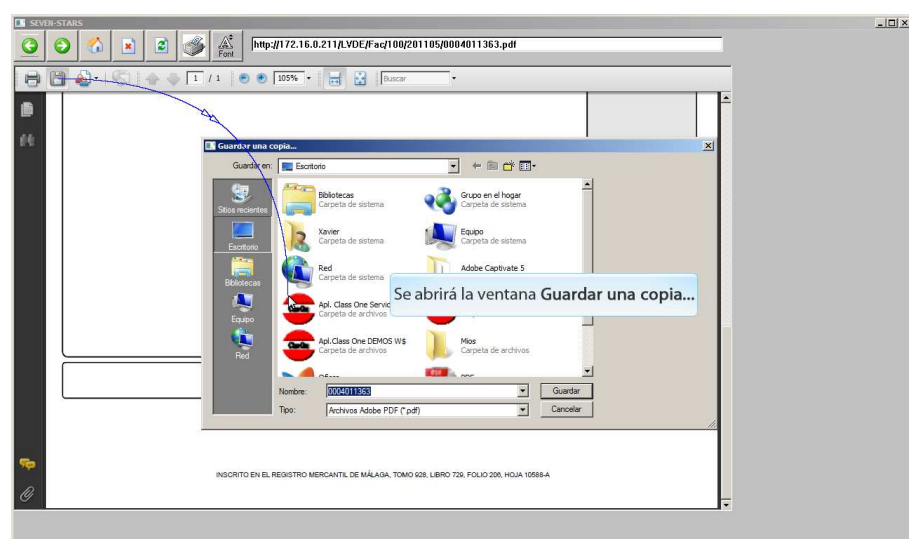 SEVEN-STARS
Font
http://172.16.0.211/LVDE/Fac/100/201105/0004011363.pdf
1 / 1
105%
Buscar
Guardar una copia...
Guardar en:
Escritorio
Sitios recientes
Escritorio
Bibliotecas
Equipo
Red
Bibliotecas
Carpeta de sistema
Grupo en el hogar
Carpeta de sistema
Xavier
Carpeta de sistema
Equipo
Carpeta de sistema
Red
Carpeta de sistema
Adobe Captivate 5
Apl. Class One Servic
Carpeta de archivos
Se abrirá la ventana Guardar una copia...
Apl.Class One DEMOS W$
Carpeta de archivos
Mios
Carpeta de archivos
Nombre:
0004011363
Guardar
Tipo:
Archivos Adobe PDF (*.pdf)
Cancelar
INSCRITO EN EL REGISTRO MERCANTIL DE MÁLAGA, TOMO 928, LIBRO 729, FOLIO 206, HOJA 10588-A